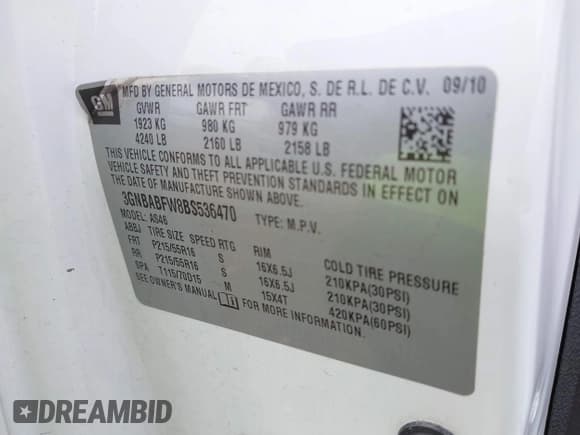 GM
MFD BY GENERAL MOTORS DE MEXICO, S. DE R.L. DE C.V. 09/10
GVWR GAWR FRT GAWR RR
1923 KG 980 KG 979 KG
4240 LB 2160 LB 2158 LB
THIS VEHICLE CONFORMS TO ALL APPLICABLE U.S. FEDERAL MOTOR
VEHICLE SAFETY AND THEFT PREVENTION STANDARDS IN EFFECT ON
THE DATE OF MANUFACTURE SHOWN ABOVE.
3GNBABFW8BS536470 TYPE: M.P.V.
MODEL: AS46
ABBJ TIRE SIZE SPEED RTG RIM COLD TIRE PRESSURE
FRT P215/55R16 S 16X6.5J 210KPA(30PSI)
RR P215/55R16 S 16X6.5J 210KPA(30PSI)
SPA T115/70D15 M 15X4T 420KPA(60PSI)
SEE OWNER'S MANUAL FOR MORE INFORMATION.
DREAMBID